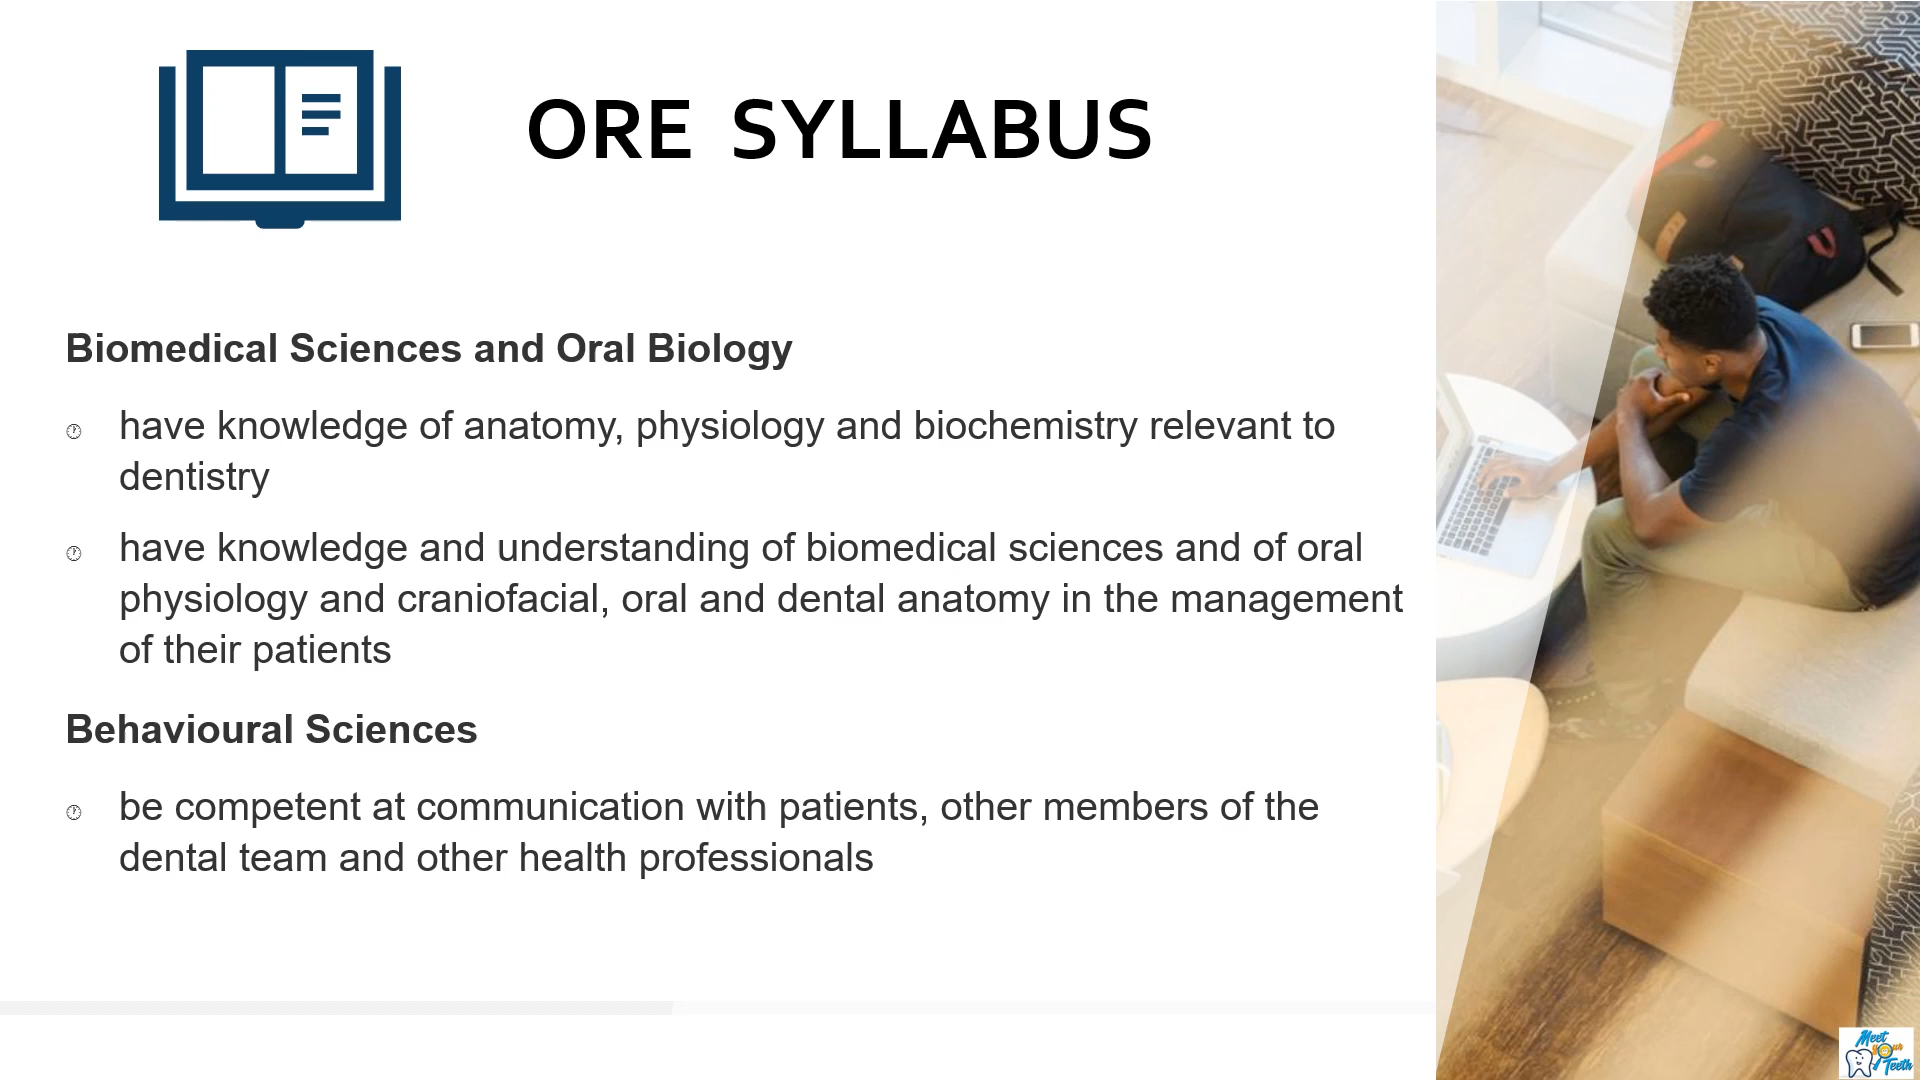 ORE SYLLABUS
Biomedical Sciences and Oral Biology
have knowledge of anatomy, physiology and biochemistry relevant to
dentistry
have knowledge and understanding of biomedical sciences and of oral
physiology and craniofacial, oral and dental anatomy in the management
of their patients
Behavioural Sciences
be competent at communication with patients, other members of the
dental team and other health professionals
Meet
your
Teeth